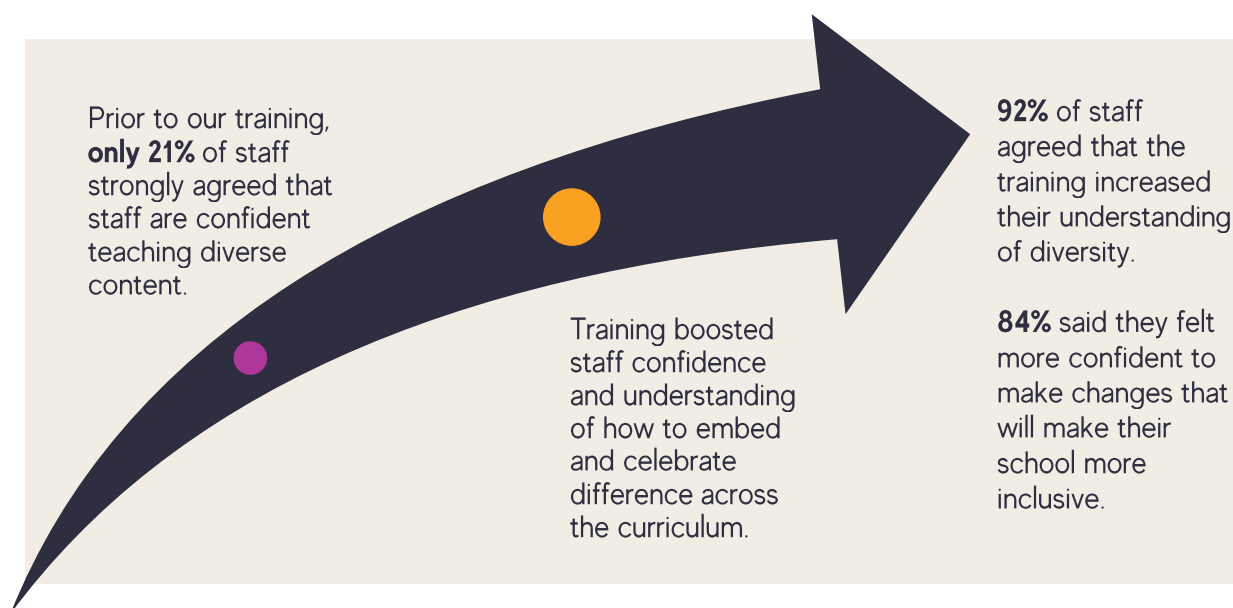 Prior to our training,
only 21% of staff
strongly agreed that
staff are confident
teaching diverse
content.
Training boosted
staff confidence
and understanding
of how to embed
and celebrate
difference across
the curriculum.
92% of staff
agreed that the
training increased
their understanding
of diversity.
84% said they felt
more confident to
make changes that
will make their
school more
inclusive.